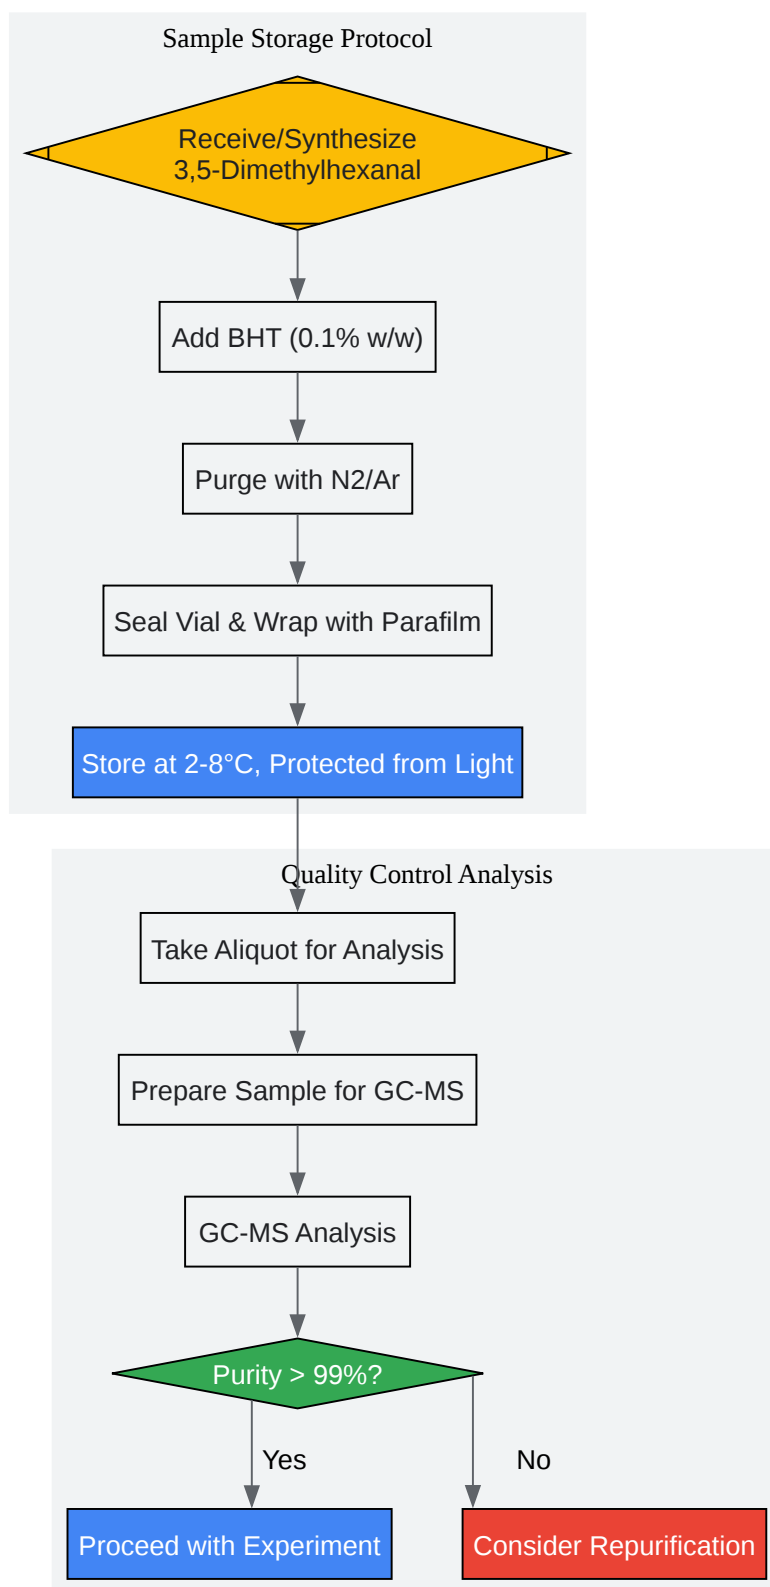 Sample Storage Protocol
Receive/Synthesize
3,5-Dimethylhexanal
Add BHT (0.1% w/w)
Purge with N2/Ar
Seal Vial & Wrap with Parafilm
Store at 2-8°C, Protected from Light
Quality Control Analysis
Take Aliquot for Analysis
Prepare Sample for GC-MS
GC-MS Analysis
Purity > 99%?
Yes
No
Proceed with Experiment
Consider Repurification